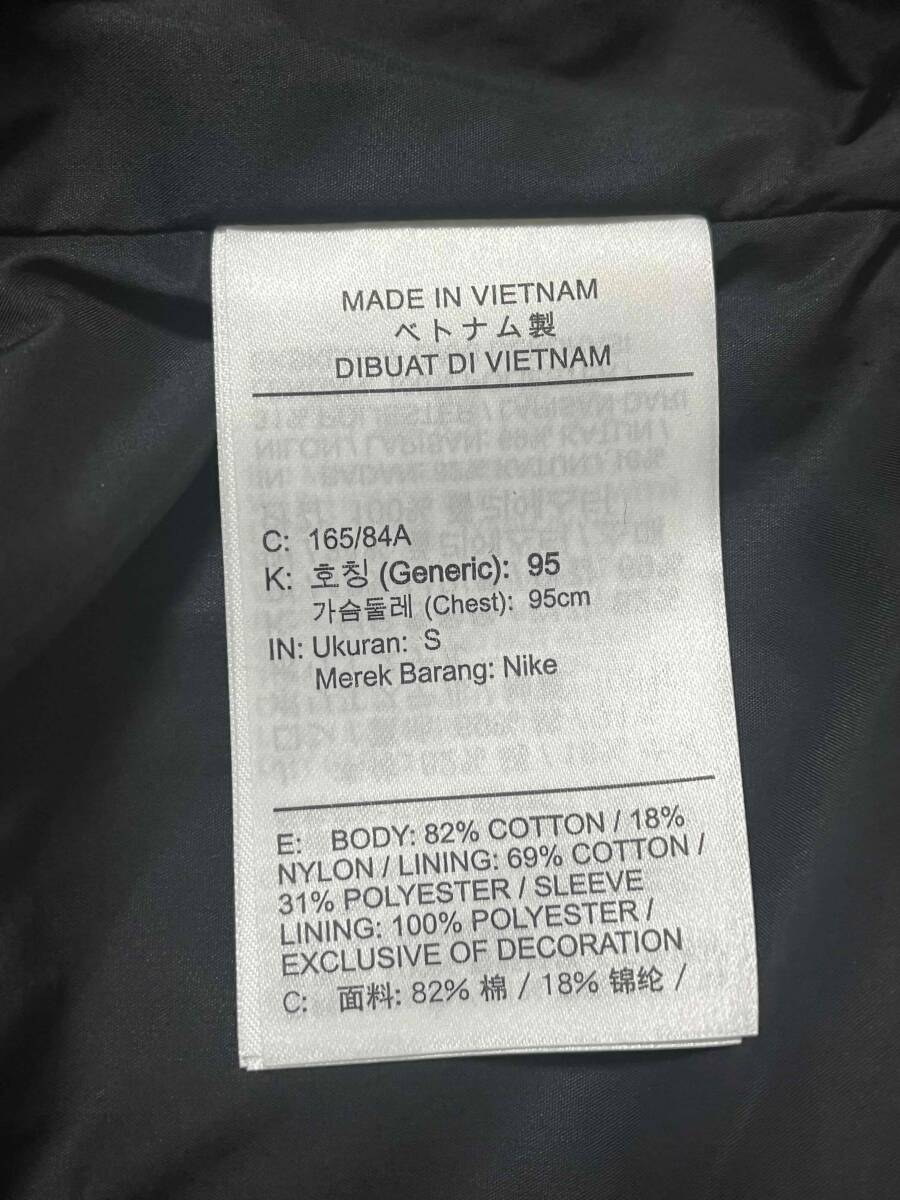 MADE IN VIETNAM
ベトナム製
DIBUAT DI VIETNAM
C: 165/84A
K: 호칭 (Generic): 95
가슴둘레 (Chest): 95cm
IN: Ukuran: S
Merek Barang: Nike
E: BODY: 82% COTTON / 18%
NYLON / LINING: 69% COTTON /
31% POLYESTER / SLEEVE
LINING: 100% POLYESTER /
EXCLUSIVE OF DECORATION
C: 面料: 82% 棉 / 18% 锦纶 /